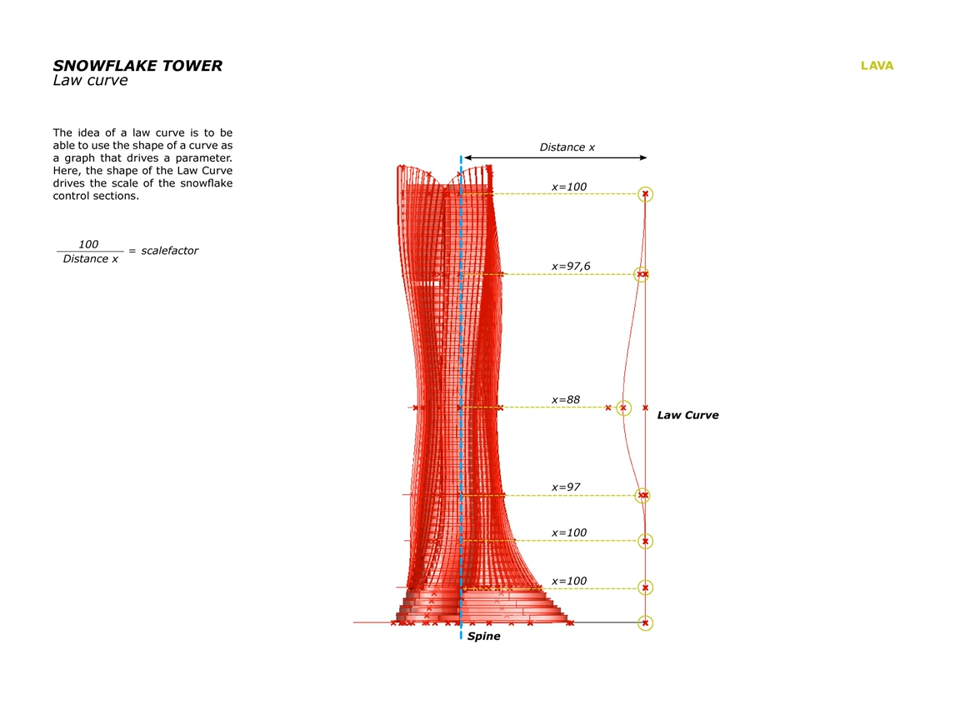 SNOWFLAKE TOWER
Law curve
LAVA
The idea of a law curve is to be
able to use the shape of a curve as
a graph that drives a parameter.
Here, the shape of the Law Curve
drives the scale of the snowflake
control sections.
100
Distance x
= scalefactor
Distance x
x=100
x=97,6
x=88
Law Curve
x=97
x=100
x=100
Spine